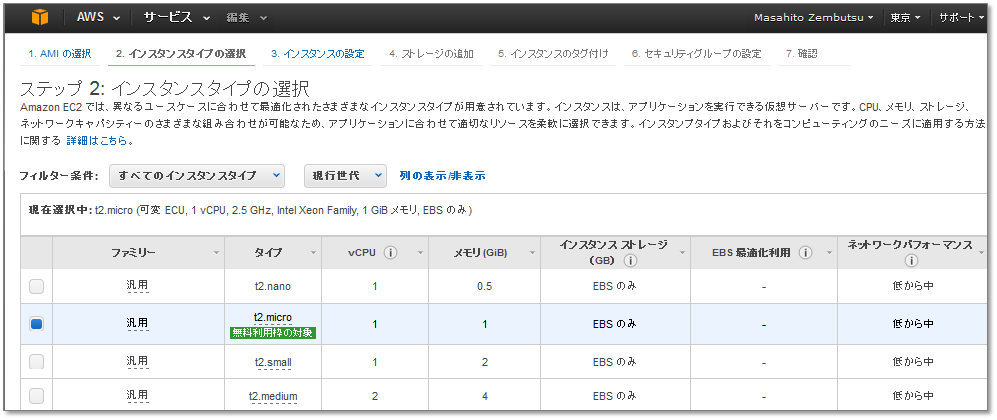 AWS サービス 編集 Masahito Zembutsu 東京 サポート
1. AMI の選択 2. インスタンスタイプの選択 3. インスタンスの設定 4. ストレージの追加 5. インスタンスのタグ付け 6. セキュリティグループの設定 7. 確認
ステップ 2: インスタンスタイプの選択
Amazon EC2 では、異なるユースケースに合わせて最適化されたさまざまなインスタンスタイプが用意されています。インスタンスは、アプリケーションを実行できる仮想サーバーです。CPU、メモリ、ストレージ、
ネットワークキャパシティーのさまざまな組み合わせが可能なため、アプリケーションに合わせて適切なリソースを柔軟に選択できます。インスタンプタイプおよびそれをコンピューティングのニーズに適用する方法
に関する 詳細はこちら。
フィルター条件: すべてのインスタンスタイプ 現行世代 列の表示/非表示
現在選択中: t2.micro (可変 ECU, 1 vCPU, 2.5 GHz, Intel Xeon Family, 1 GiB メモリ, EBS のみ)
ファミリー タイプ vCPU i メモリ (GiB) インスタンス ストレージ (GB) i EBS 最適化利用 i ネットワークパフォーマンス i
汎用 t2.nano 1 0.5 EBS のみ - 低から中
汎用 t2.micro 無料利用枠の対象 1 1 EBS のみ - 低から中
汎用 t2.small 1 2 EBS のみ - 低から中
汎用 t2.medium 2 4 EBS のみ - 低から中